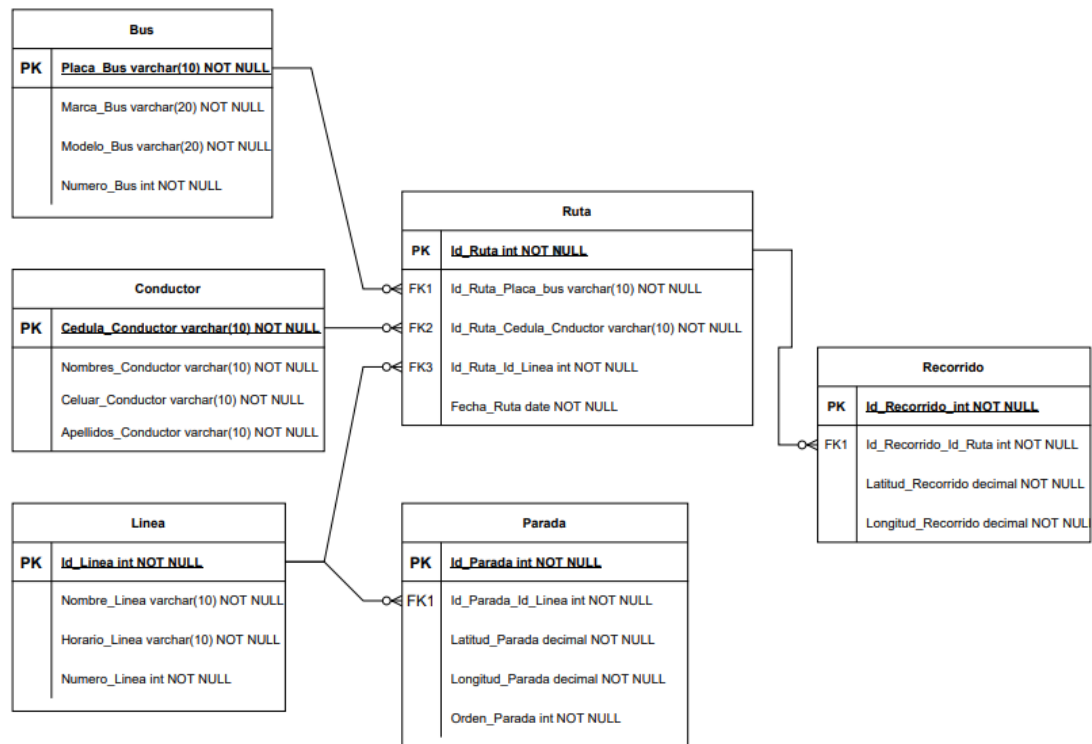 Bus
PK Placa_Bus varchar(10) NOT NULL
Marca_Bus varchar(20) NOT NULL
Modelo_Bus varchar(20) NOT NULL
Numero_Bus int NOT NULL
Conductor
PK Cedula_Conductor varchar(10) NOT NULL
Nombres_Conductor varchar(10) NOT NULL
Celuar_Conductor varchar(10) NOT NULL
Apellidos_Conductor varchar(10) NOT NULL
Linea
PK Id_Linea int NOT NULL
Nombre_Linea varchar(10) NOT NULL
Horario_Linea varchar(10) NOT NULL
Numero_Linea int NOT NULL
Ruta
PK Id_Ruta int NOT NULL
FK1 Id_Ruta_Placa_bus varchar(10) NOT NULL
FK2 Id_Ruta_Cedula_Cnductor varchar(10) NOT NULL
FK3 Id_Ruta_Id_Linea int NOT NULL
Fecha_Ruta date NOT NULL
Parada
PK Id_Parada int NOT NULL
FK1 Id_Parada_Id_Linea int NOT NULL
Latitud_Parada decimal NOT NULL
Longitud_Parada decimal NOT NULL
Orden_Parada int NOT NULL
Recorrido
PK Id_Recorrido_int NOT NULL
FK1 Id_Recorrido_Id_Ruta int NOT NULL
Latitud_Recorrido decimal NOT NULL
Longitud_Recorrido decimal NOT NULL